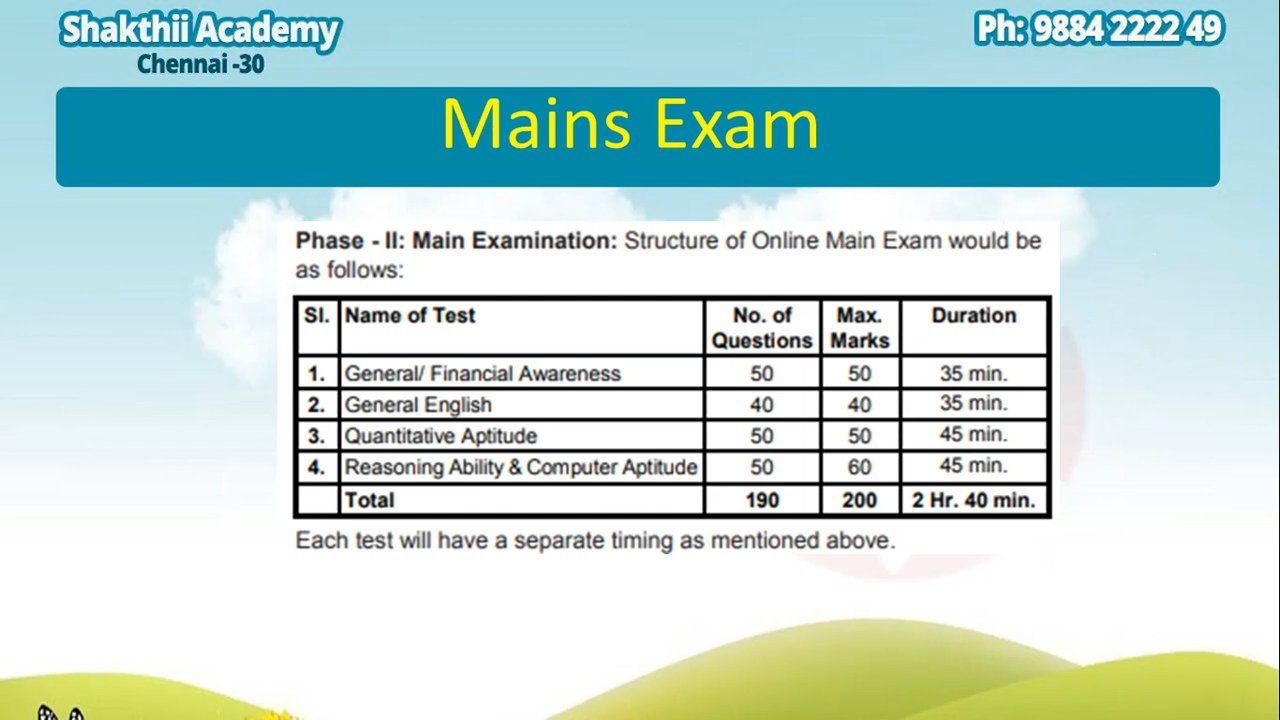 Shakthii Academy
Chennai -30
Ph: 9884 2222 49
Mains Exam
Phase - II: Main Examination: Structure of Online Main Exam would be
as follows:
Sl. Name of Test No. of Questions Max. Marks Duration
1. General/ Financial Awareness 50 50 35 min.
2. General English 40 40 35 min.
3. Quantitative Aptitude 50 50 45 min.
4. Reasoning Ability & Computer Aptitude 50 60 45 min.
Total 190 200 2 Hr. 40 min.
Each test will have a separate timing as mentioned above.